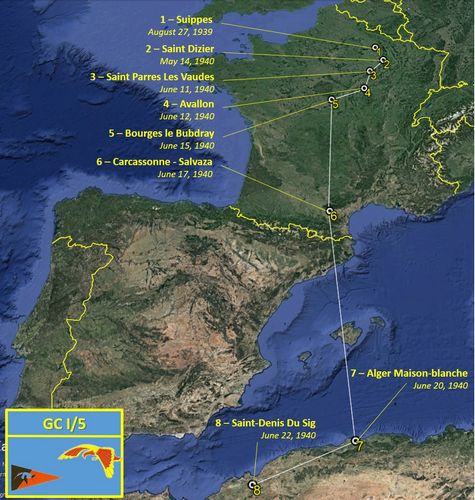 1 – Suippes
August 27, 1939
2 – Saint Dizier
May 14, 1940
3 – Saint Parres Les Vaudes
June 11, 1940
4 – Avallon
June 12, 1940
5 – Bourges le Bubdray
June 15, 1940
6 – Carcassonne - Salvaza
June 17, 1940
1
2
3
4
5
6
7 – Alger Maison-blanche
June 20, 1940
8 – Saint-Denis Du Sig
June 22, 1940
7
8
GC I/5